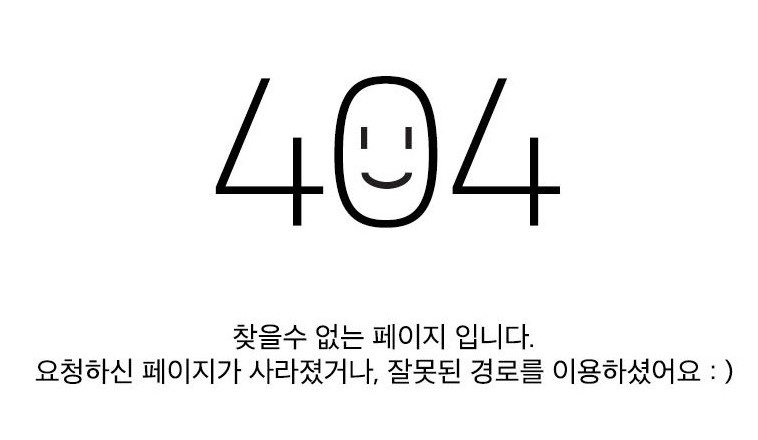 404
찾을수 없는 페이지 입니다.
요청하신 페이지가 사라졌거나, 잘못된 경로를 이용하셨어요 : )